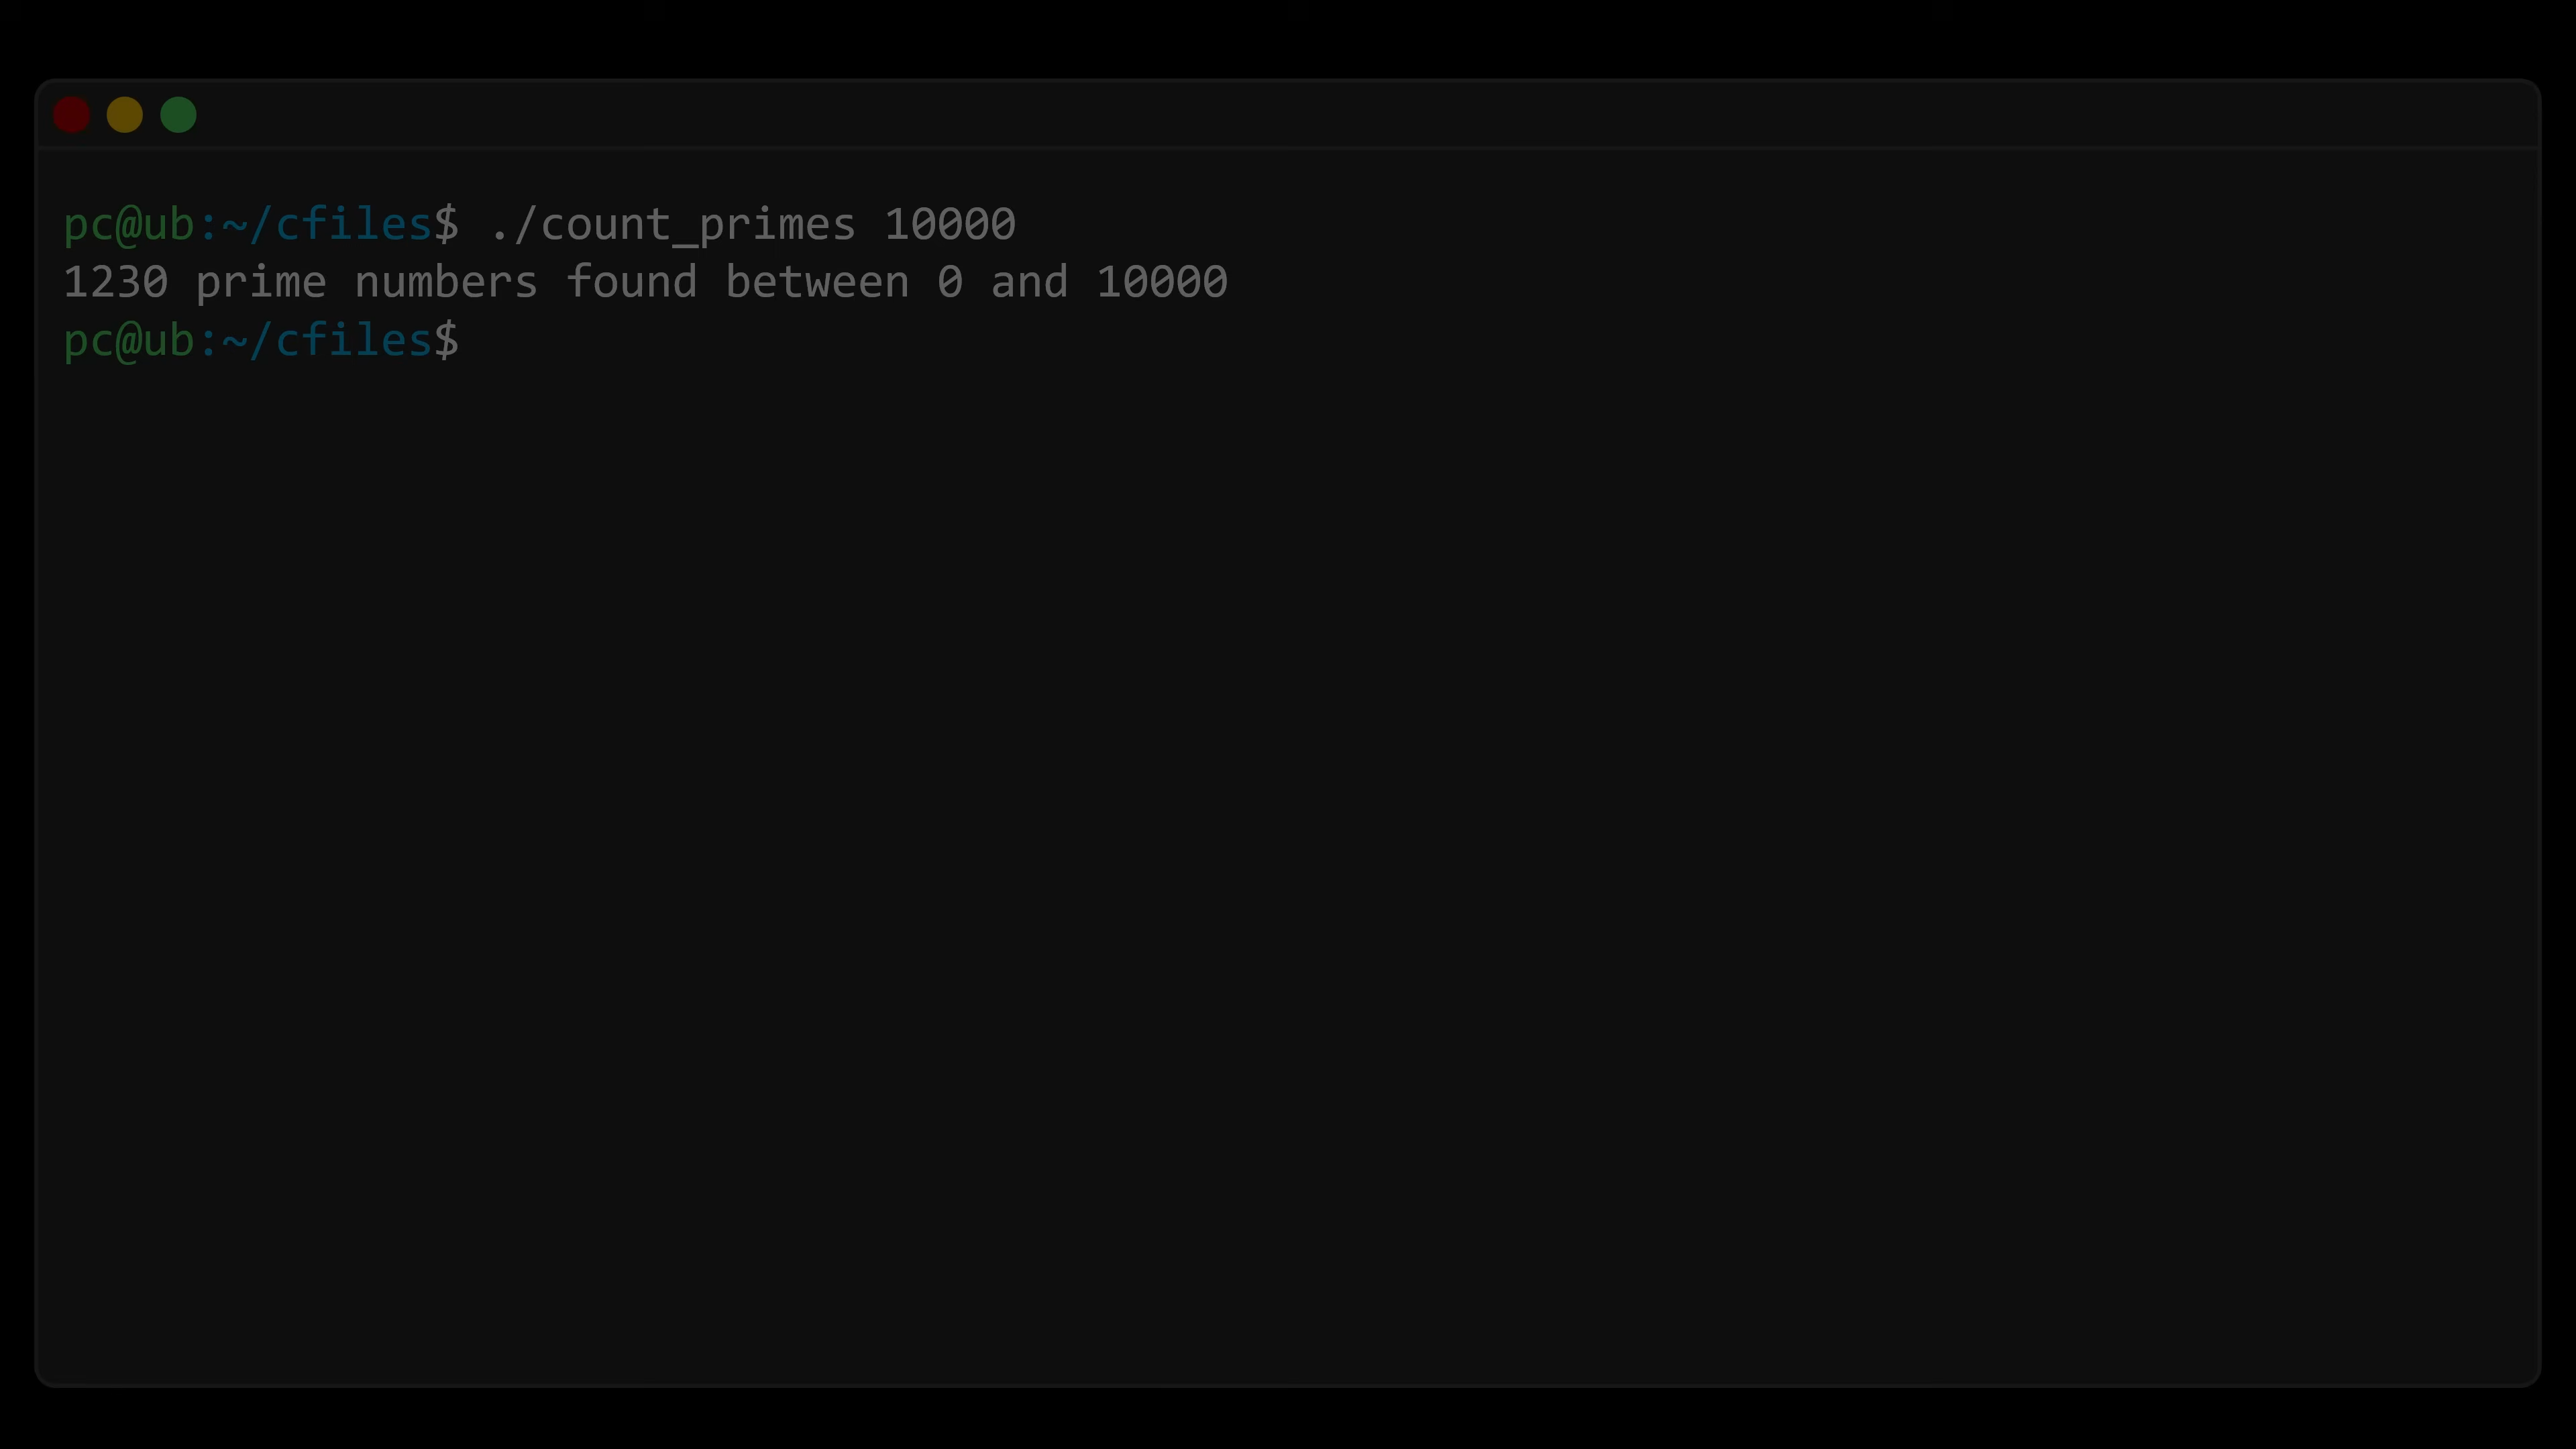 pc@ub:~/cfiles$ ./count_primes 10000
1230 prime numbers found between 0 and 10000
pc@ub:~/cfiles$